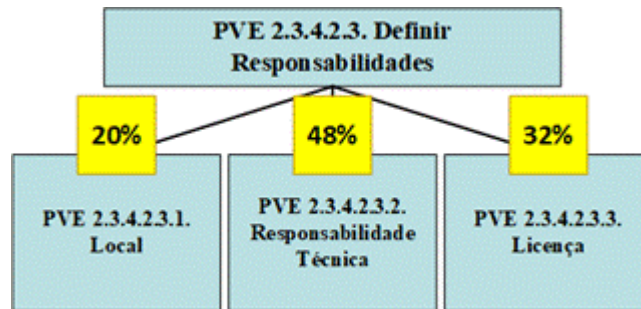 PVE 2.3.4.2.3. Definir
Responsabilidades
20%
48%
32%
PVE 2.3.4.2.3.1.
Local
PVE 2.3.4.2.3.2.
Responsabilidade
Técnica
PVE 2.3.4.2.3.3.
Licença